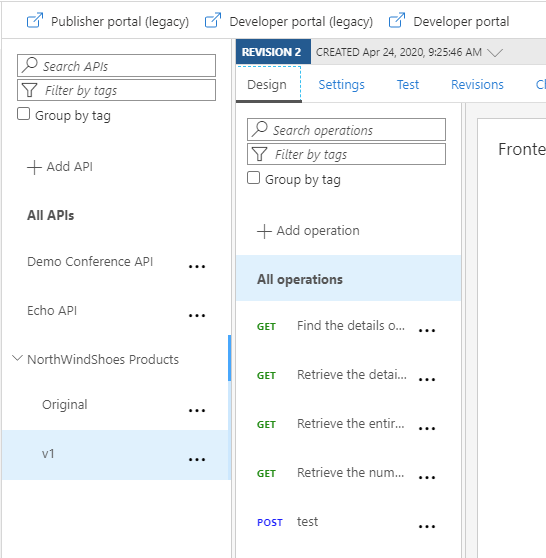 Publisher portal (legacy) Developer portal (legacy) Developer portal
Search APIs
Filter by tags
Group by tag
Add API
All APIs
Demo Conference API
Echo API
NorthWindShoes Products
Original
v1
REVISION 2 CREATED Apr 24, 2020, 9:25:46 AM
Design Settings Test Revisions Cl
Search operations
Filter by tags
Group by tag
Add operation
All operations
GET Find the details o...
GET Retrieve the detai...
GET Retrieve the entir...
GET Retrieve the num...
POST test
Fronte